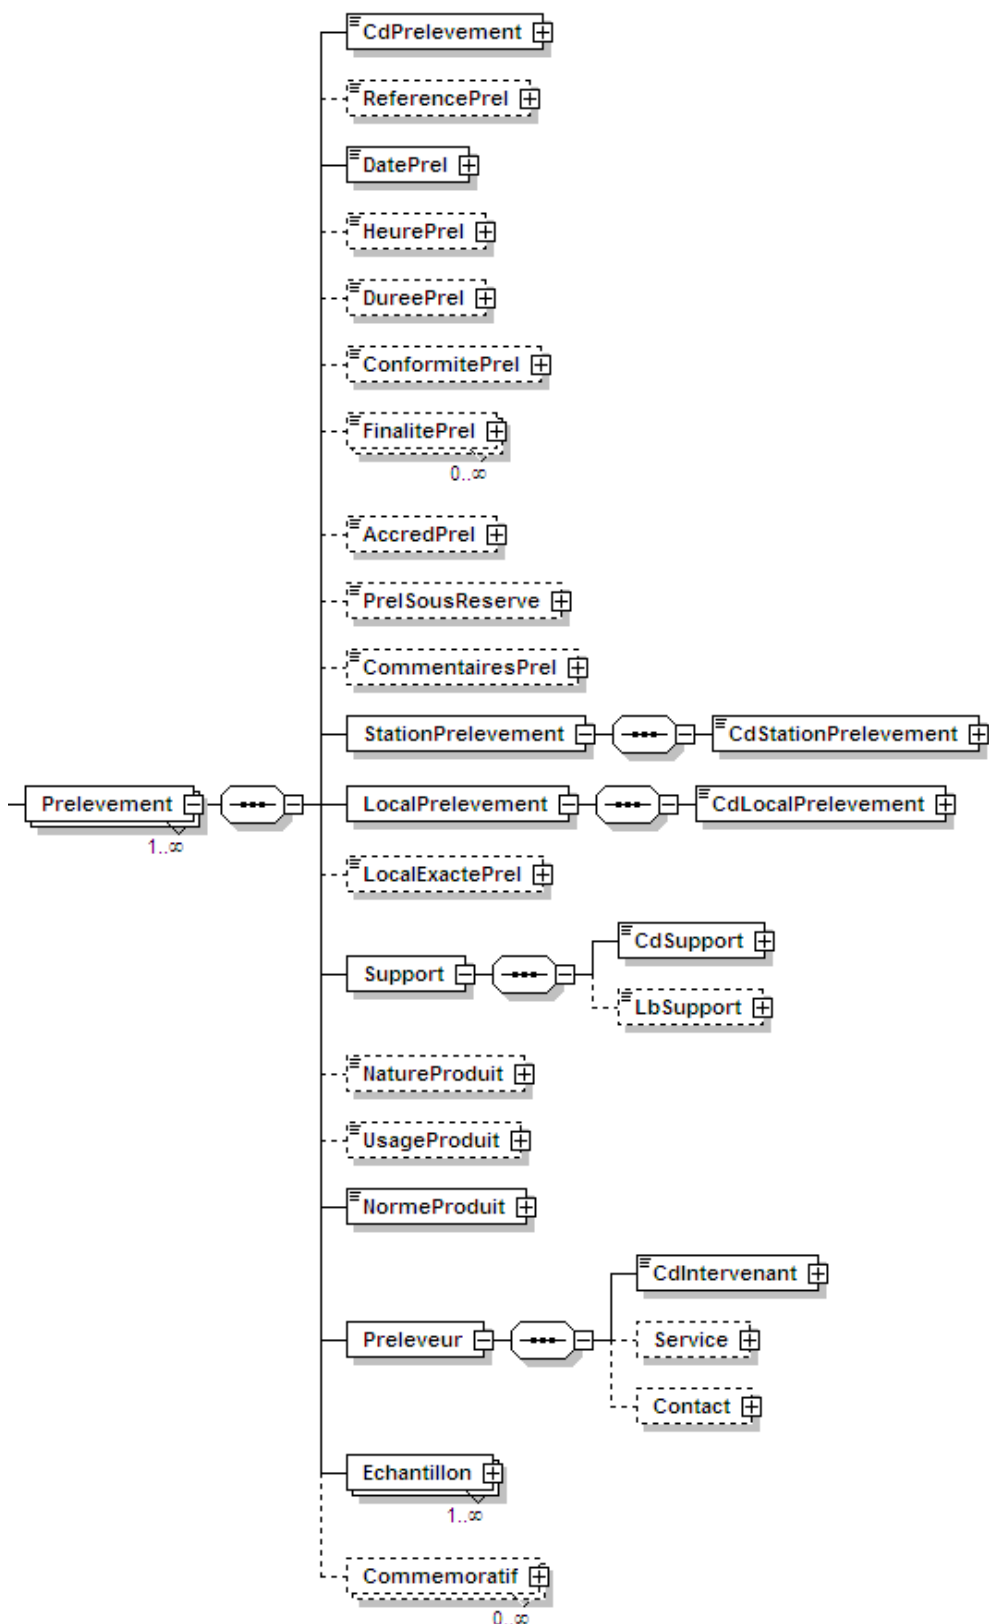 CdPrelevement
ReferencePrel
DatePrel
HeurePrel
DureePrel
ConformitePrel
FinalitePrel
0..∞
AccredPrel
PrelSousReserve
CommentairesPrel
StationPrelevement CdStationPrelevement
Prelevement LocalPrelevement CdLocalPrelevement
1..∞
LocalExactePrel
CdSupport
Support
LbSupport
NatureProduit
UsageProduit
NormeProduit
CdIntervenant
Preleveur Service
Contact
Echantillon
1..∞
Commemoratif
0..∞